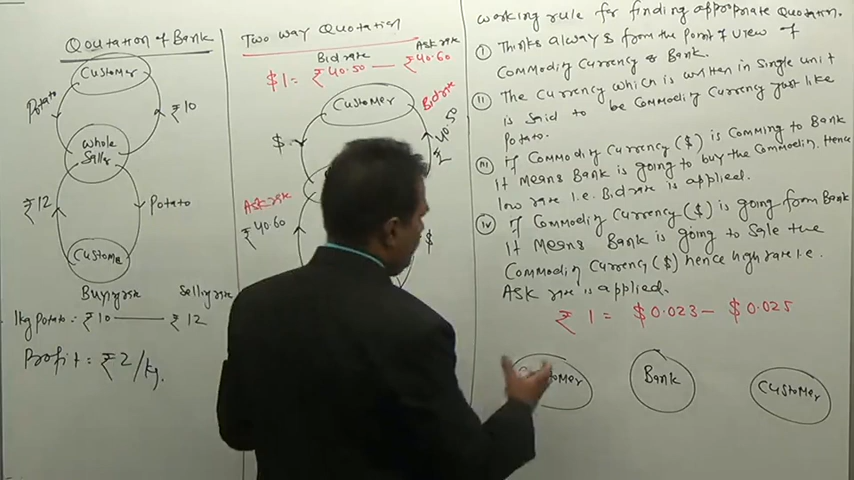 Qoutation of Bank
Customer
Potato
₹10
Whole
Seller
₹12
Potato
Custome
Buying rate
Selling rate
1kg Potato :- ₹10 —— ₹ 12
Profit = ₹2/kg.
Two way Quotation
Bid rate
Ask rate
$1 = ₹40.50 — ₹40.60
Customer
Bid rate
$
₹ 40.50
Ask rate
₹40.60
$
working rule for finding appropriate Quotation.
(i) Thinks always $ from the Point of View of
Commodity Currency & Bank.
(ii) The Currency which is written in Single unit
is Said to be Commodity Currency just like
Potato.
(iii) if Commodity Currency ($) is Comming to Bank
It Means Bank is going to buy the Commodity. Hence
low rate i.e. Bid rate is applied.
(iv) If Commodity Currency ($) is going from Bank
It Means Bank is going to Sale the
Commodity Currency ($) hence high rate i.e.
ASK rate is applied.
₹ 1 = $0.023 – $0.025
Bank
Customer